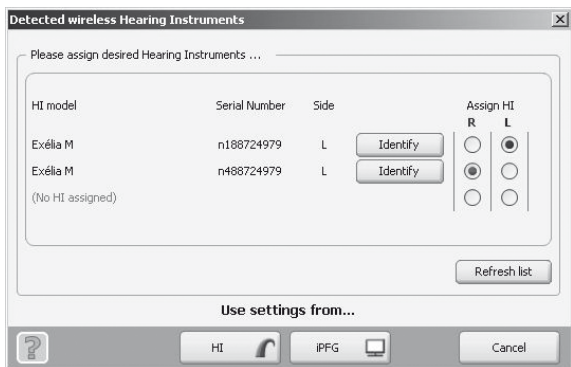 Detected wireless Hearing Instruments
Please assign desired Hearing Instruments ...
HI model Serial Number Side Assign HI
R L
Exélia M n188724979 L Identify
Exélia M n488724979 L Identify
(No HI assigned)
Refresh list
Use settings from...
? HI iPFG Cancel